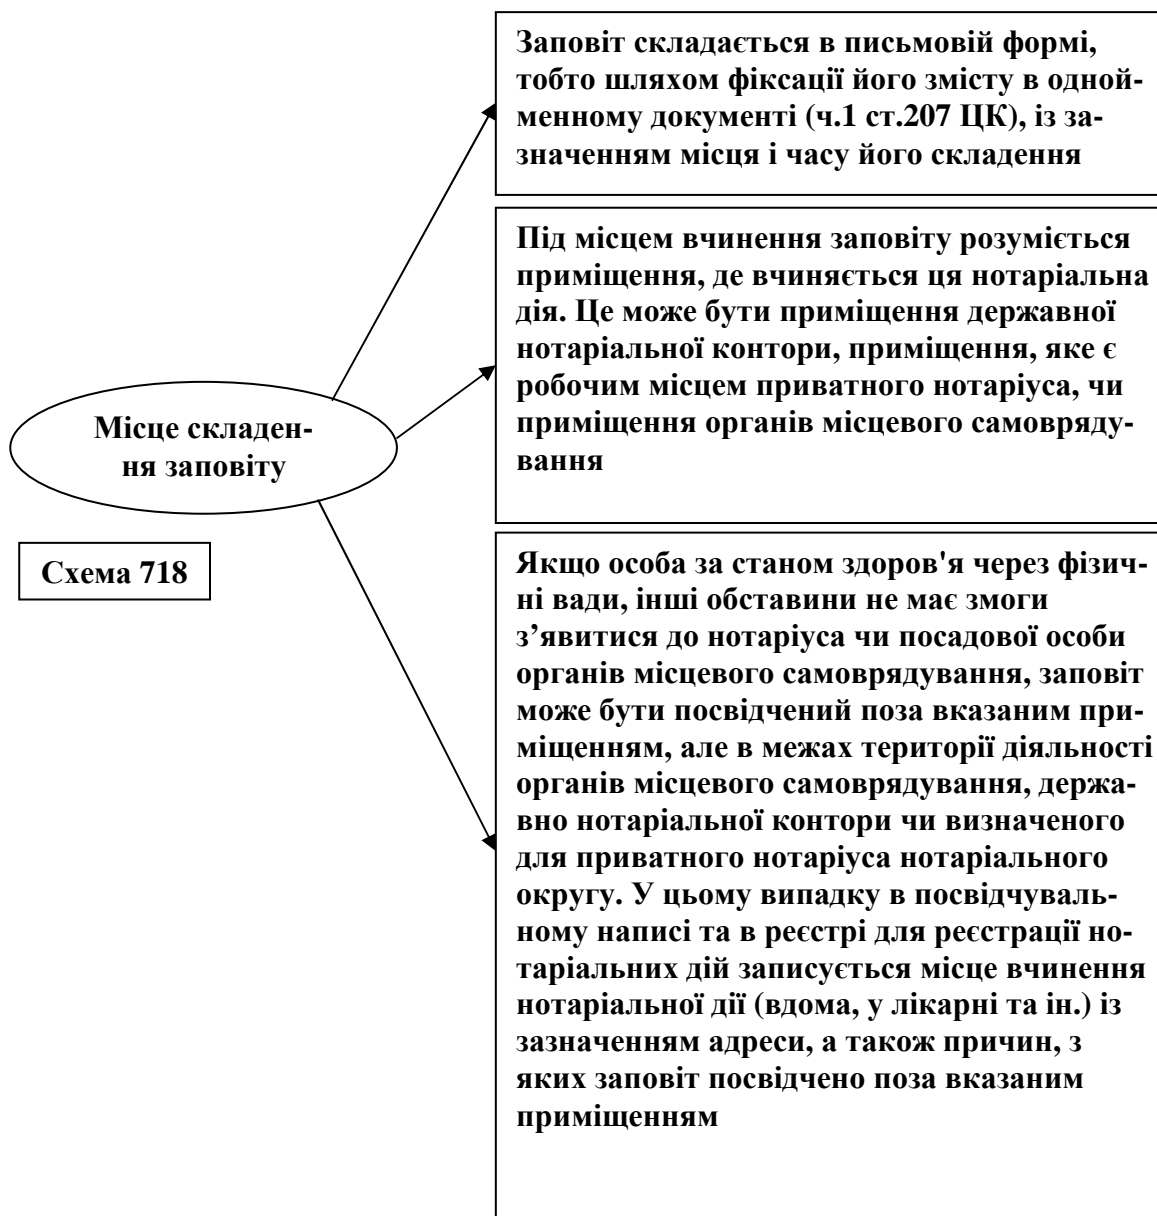 Заповіт складається в письмовій формі,
тобто шляхом фіксації його змісту в одной-
менному документі (ч.1 ст.207 ЦК), із за-
значенням місця і часу його складення
Під місцем вчинення заповіту розуміється
приміщення, де вчиняється ця нотаріальна
дія. Це може бути приміщення державної
нотаріальної контори, приміщення, яке є
робочим місцем приватного нотаріуса, чи
приміщення органів місцевого самовряду-
вання
Місце складен-
ня заповіту
Схема 718
Якщо особа за станом здоров'я через фізич-
ні вади, інші обставини не має змоги
з’явитися до нотаріуса чи посадової особи
органів місцевого самоврядування, заповіт
може бути посвідчений поза вказаним при-
міщенням, але в межах території діяльності
органів місцевого самоврядування, держа-
вно нотаріальної контори чи визначеного
для приватного нотаріуса нотаріального
округу. У цьому випадку в посвідчуваль-
ному написі та в реєстрі для реєстрації но-
таріальних дій записується місце вчинення
нотаріальної дії (вдома, у лікарні та ін.) із
зазначенням адреси, а також причин, з
яких заповіт посвідчено поза вказаним
приміщенням